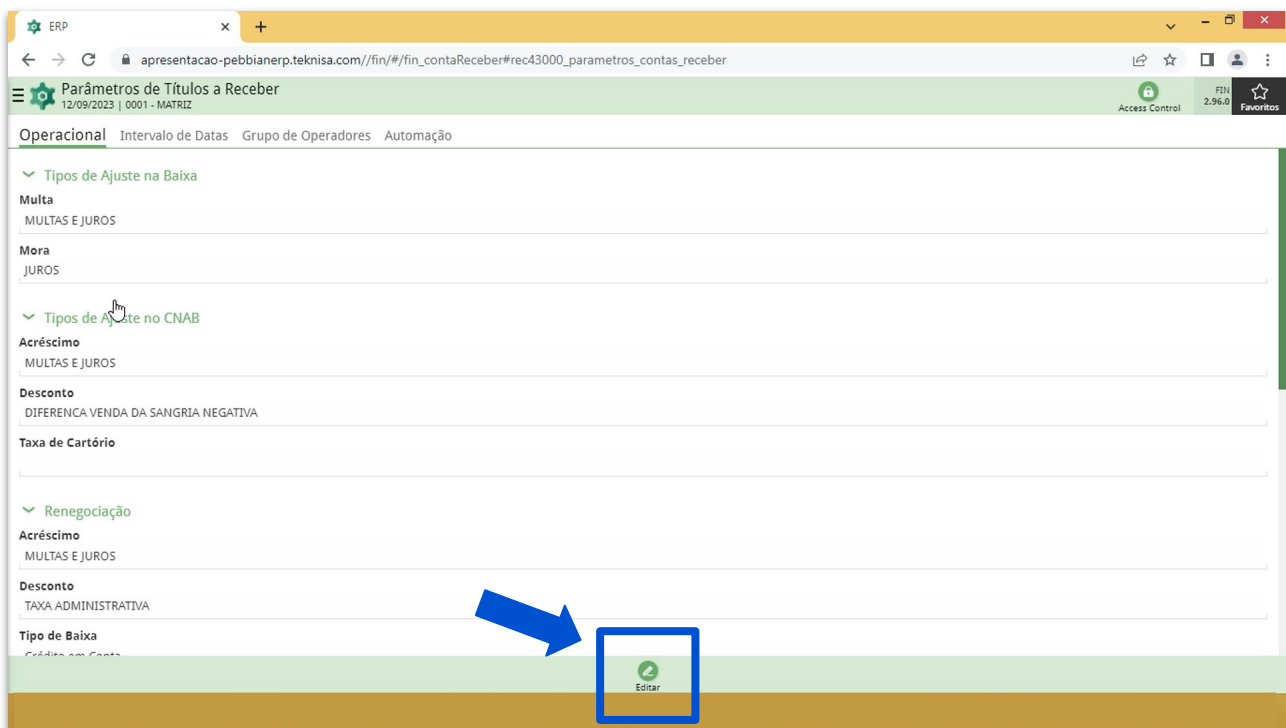 ERP
apresentacao-pebbianerp.teknisa.com//fin/#/fin_contaReceber#rec43000_parametros_contas_receber
Parâmetros de Títulos a Receber
12/09/2023 | 0001 - MATRIZ
Access Control
FIN
2.96.0
Favoritos
Operacional Intervalo de Datas Grupo de Operadores Automação
Tipos de Ajuste na Baixa
Multa
MULTAS E JUROS
Mora
JUROS
Tipos de Ajuste no CNAB
Acréscimo
MULTAS E JUROS
Desconto
DIFERENCA VENDA DA SANGRIA NEGATIVA
Taxa de Cartório
Renegociação
Acréscimo
MULTAS E JUROS
Desconto
TAXA ADMINISTRATIVA
Tipo de Baixa
Crédito em Conta
Editar